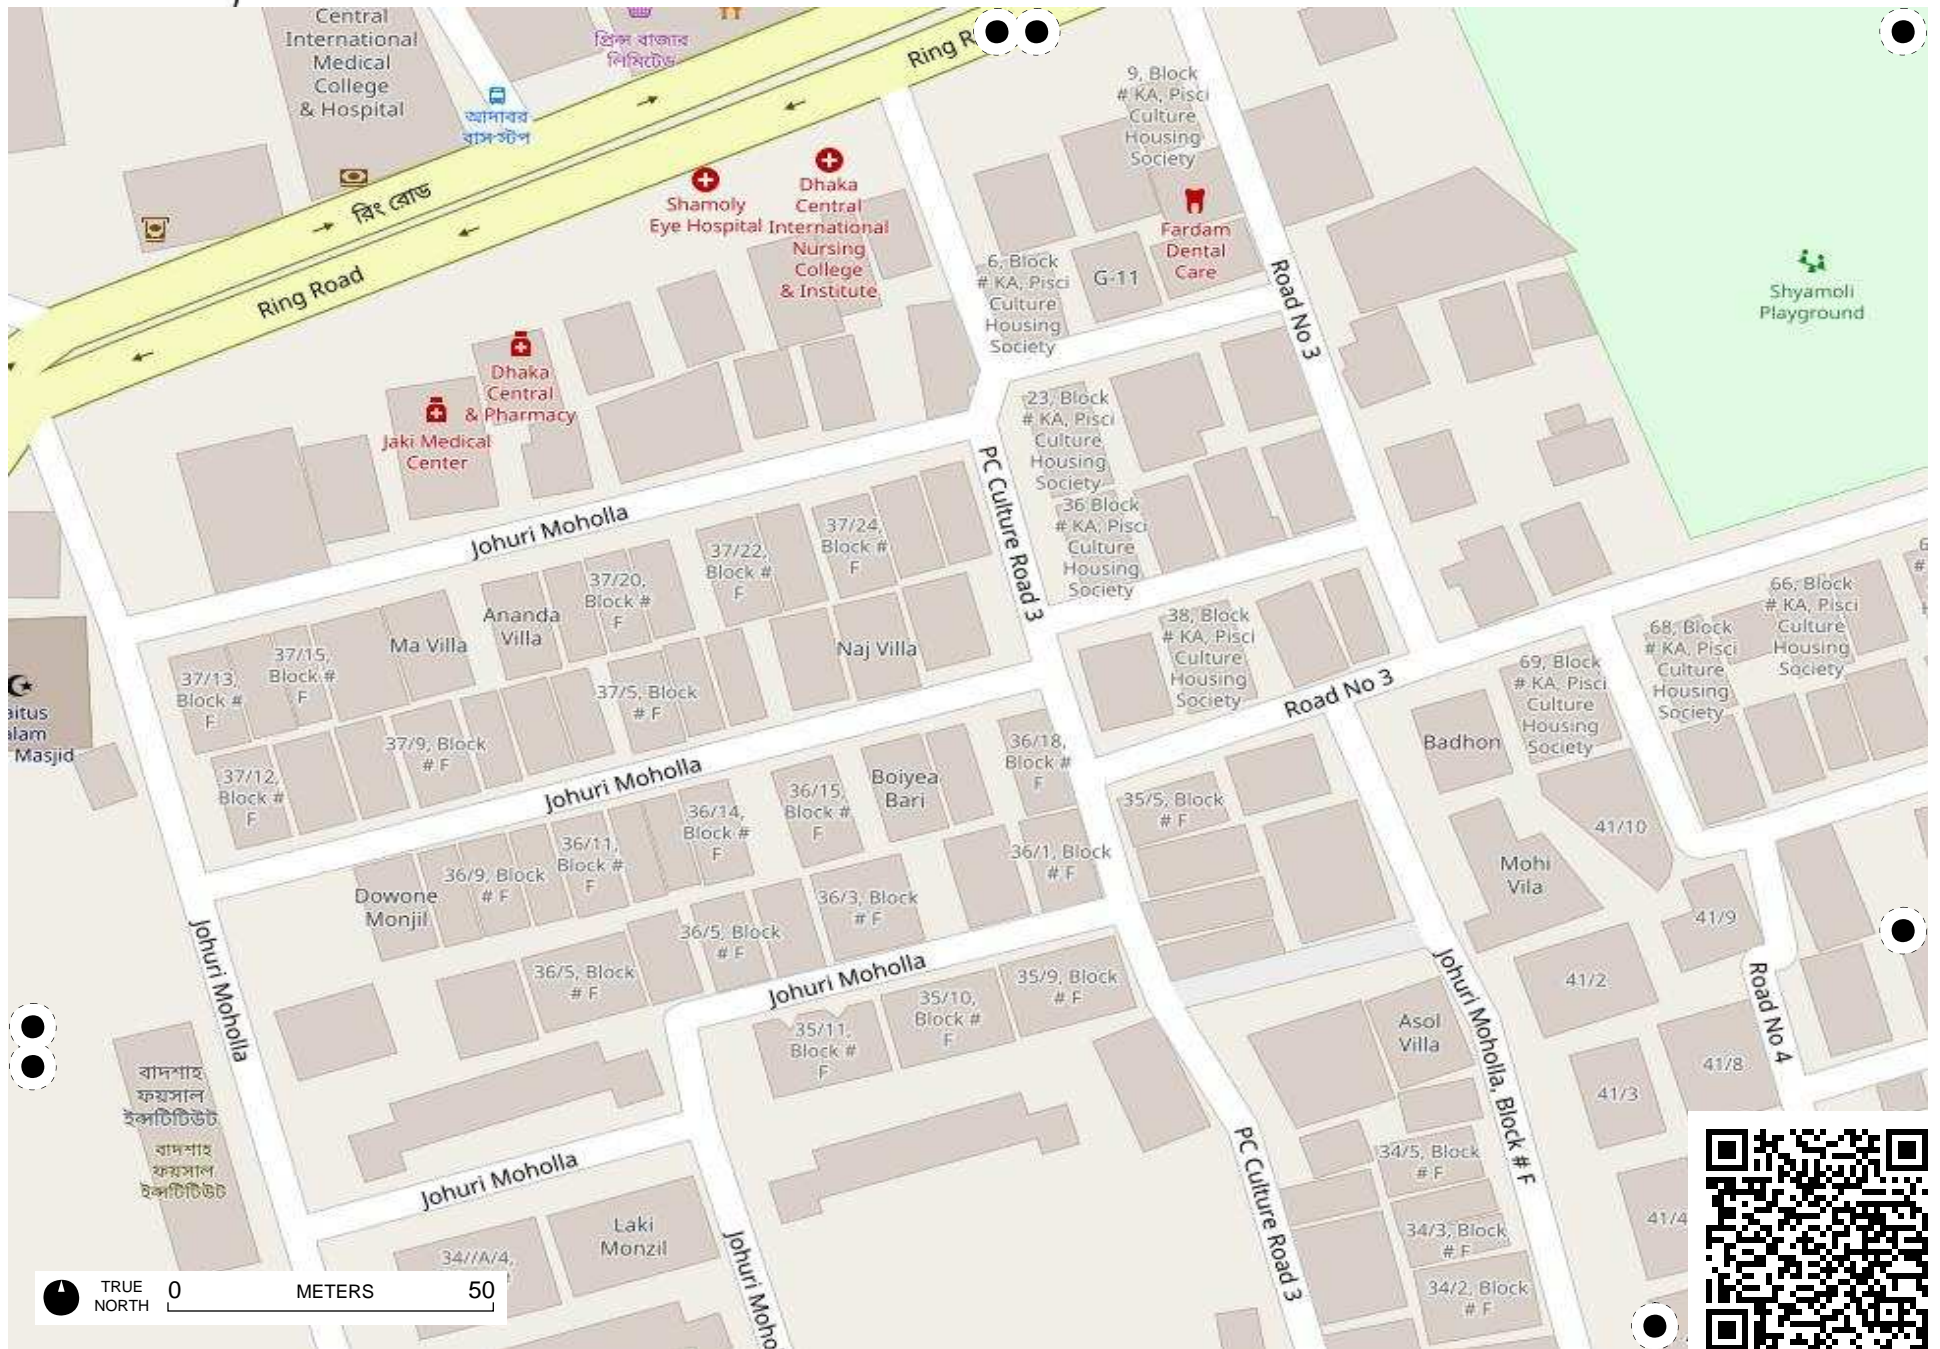 Central
International
Medical
College
& Hospital
প্রিন্স বাজার
লিমিটেড
Ring R
আদাবর
বাস স্টপ
9, Block
# KA, Pisci
Culture
Housing
Society
রিং রোড
Ring Road
Shamoly
Eye Hospital
Dhaka
Central
International
Nursing
College
& Institute
Fardam
Dental
Care
6, Block
# KA, Pisci
Culture
Housing
Society
G-11
Road No 3
Shyamoli
Playground
Dhaka
Central
& Pharmacy
Jaki Medical
Center
23, Block
# KA, Pisci
Culture
Housing
Society
PC Culture Road 3
36 Block
# KA, Pisci
Culture
Housing
Society
Johuri Moholla
37/24,
Block #
F
37/22,
Block #
F
37/20,
Block #
F
Ananda
Villa
Ma Villa
Naj Villa
37/15,
Block #
F
37/13,
Block #
F
37/5, Block
# F
38, Block
# KA, Pisci
Culture
Housing
Society
Road No 3
66, Block
# KA, Pisci
Culture
Housing
Society
68, Block
# KA, Pisci
Culture
Housing
Society
69, Block
# KA, Pisci
Culture
Housing
Society
6
#
aitus
alam
Masjid
37/9, Block
# F
37/12,
Block #
F
Johuri Moholla
36/18,
Block #
F
Boiyea
Bari
36/15,
Block #
F
36/14,
Block #
F
36/11,
Block #
F
36/9, Block
# F
Dowone
Monjil
35/5, Block
# F
Badhon
41/10
Mohi
Vila
36/1, Block
# F
36/3, Block
# F
36/5, Block
# F
36/5, Block
# F
41/9
41/2
Johuri Moholla
Johuri Moholla
35/9, Block
# F
35/10,
Block #
F
35/11,
Block #
F
Asol
Villa
Johuri Moholla, Block # F
Road No 4
41/8
41/3
বাদশাহ
ফয়সাল
ইন্সটিটিউট
বাদশাহ
ফয়সাল
ইন্সটিটিউট
Johuri Moholla
Laki
Monzil
34//A/4,
Johuri Moho
PC Culture Road 3
34/5, Block
# F
34/3, Block
# F
34/2, Block
# F
41/4
TRUE
NORTH
0 METERS 50